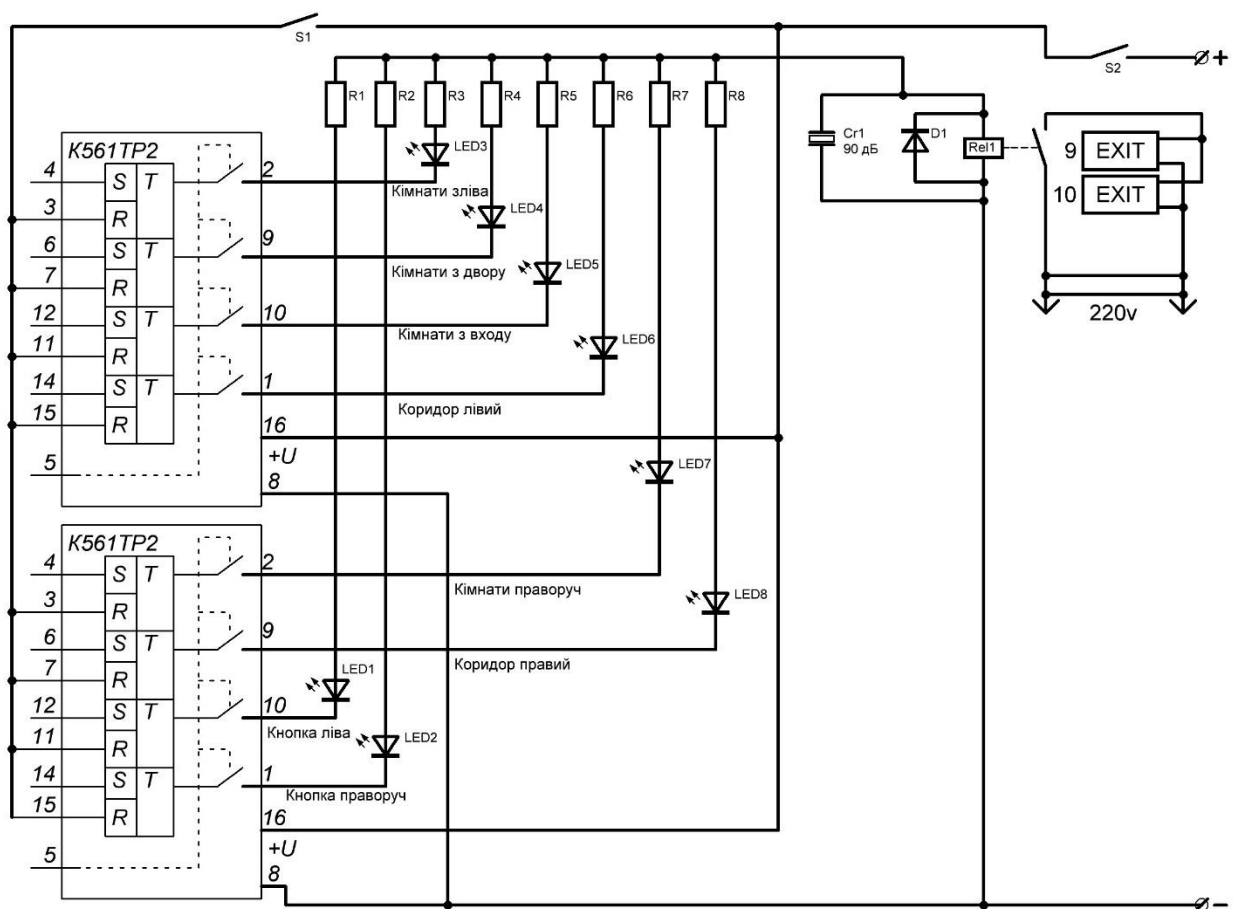 S1
S2
+
R1
R2
R3
R4
R5
R6
R7
R8
Cr1
90 дБ
D1
Rel1
9
EXIT
10
EXIT
220v
К561ТР2
4
S
T
2
LED3
Кімнати зліва
3
R
LED4
6
S
T
9
Кімнати з двору
7
R
LED5
12
S
T
10
Кімнати з входу
11
R
LED6
14
S
T
1
Коридор лівий
15
R
16
+U
5
8
LED7
К561ТР2
4
S
T
2
Кімнати праворуч
3
R
LED8
6
S
T
9
Коридор правий
7
R
LED1
12
S
T
10
Кнопка ліва
11
R
LED2
14
S
T
1
Кнопка праворуч
15
R
16
+U
5
8
-